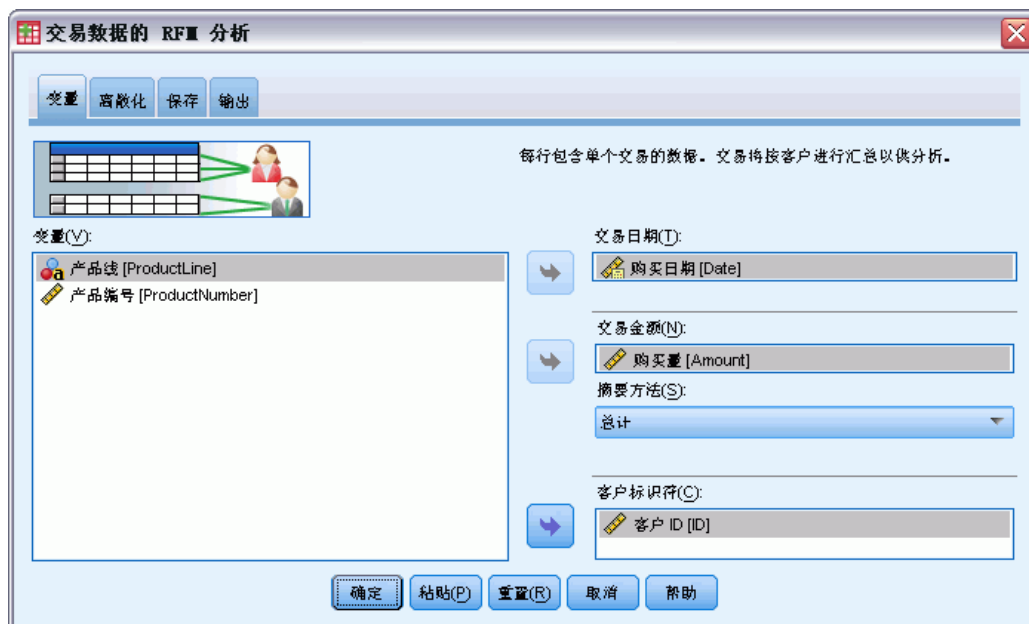 交易数据的 RFM 分析
变量
离散化
保存
输出
每行包含单个交易的数据。交易将按客户进行汇总以供分析。
变量(V):
产品线 [ProductLine]
产品编号 [ProductNumber]
交易日期(T):
购买日期 [Date]
交易金额(N):
购买量 [Amount]
摘要方法(S):
总计
客户标识符(C):
客户 ID [ID]
确定
粘贴(P)
重置(R)
取消
帮助